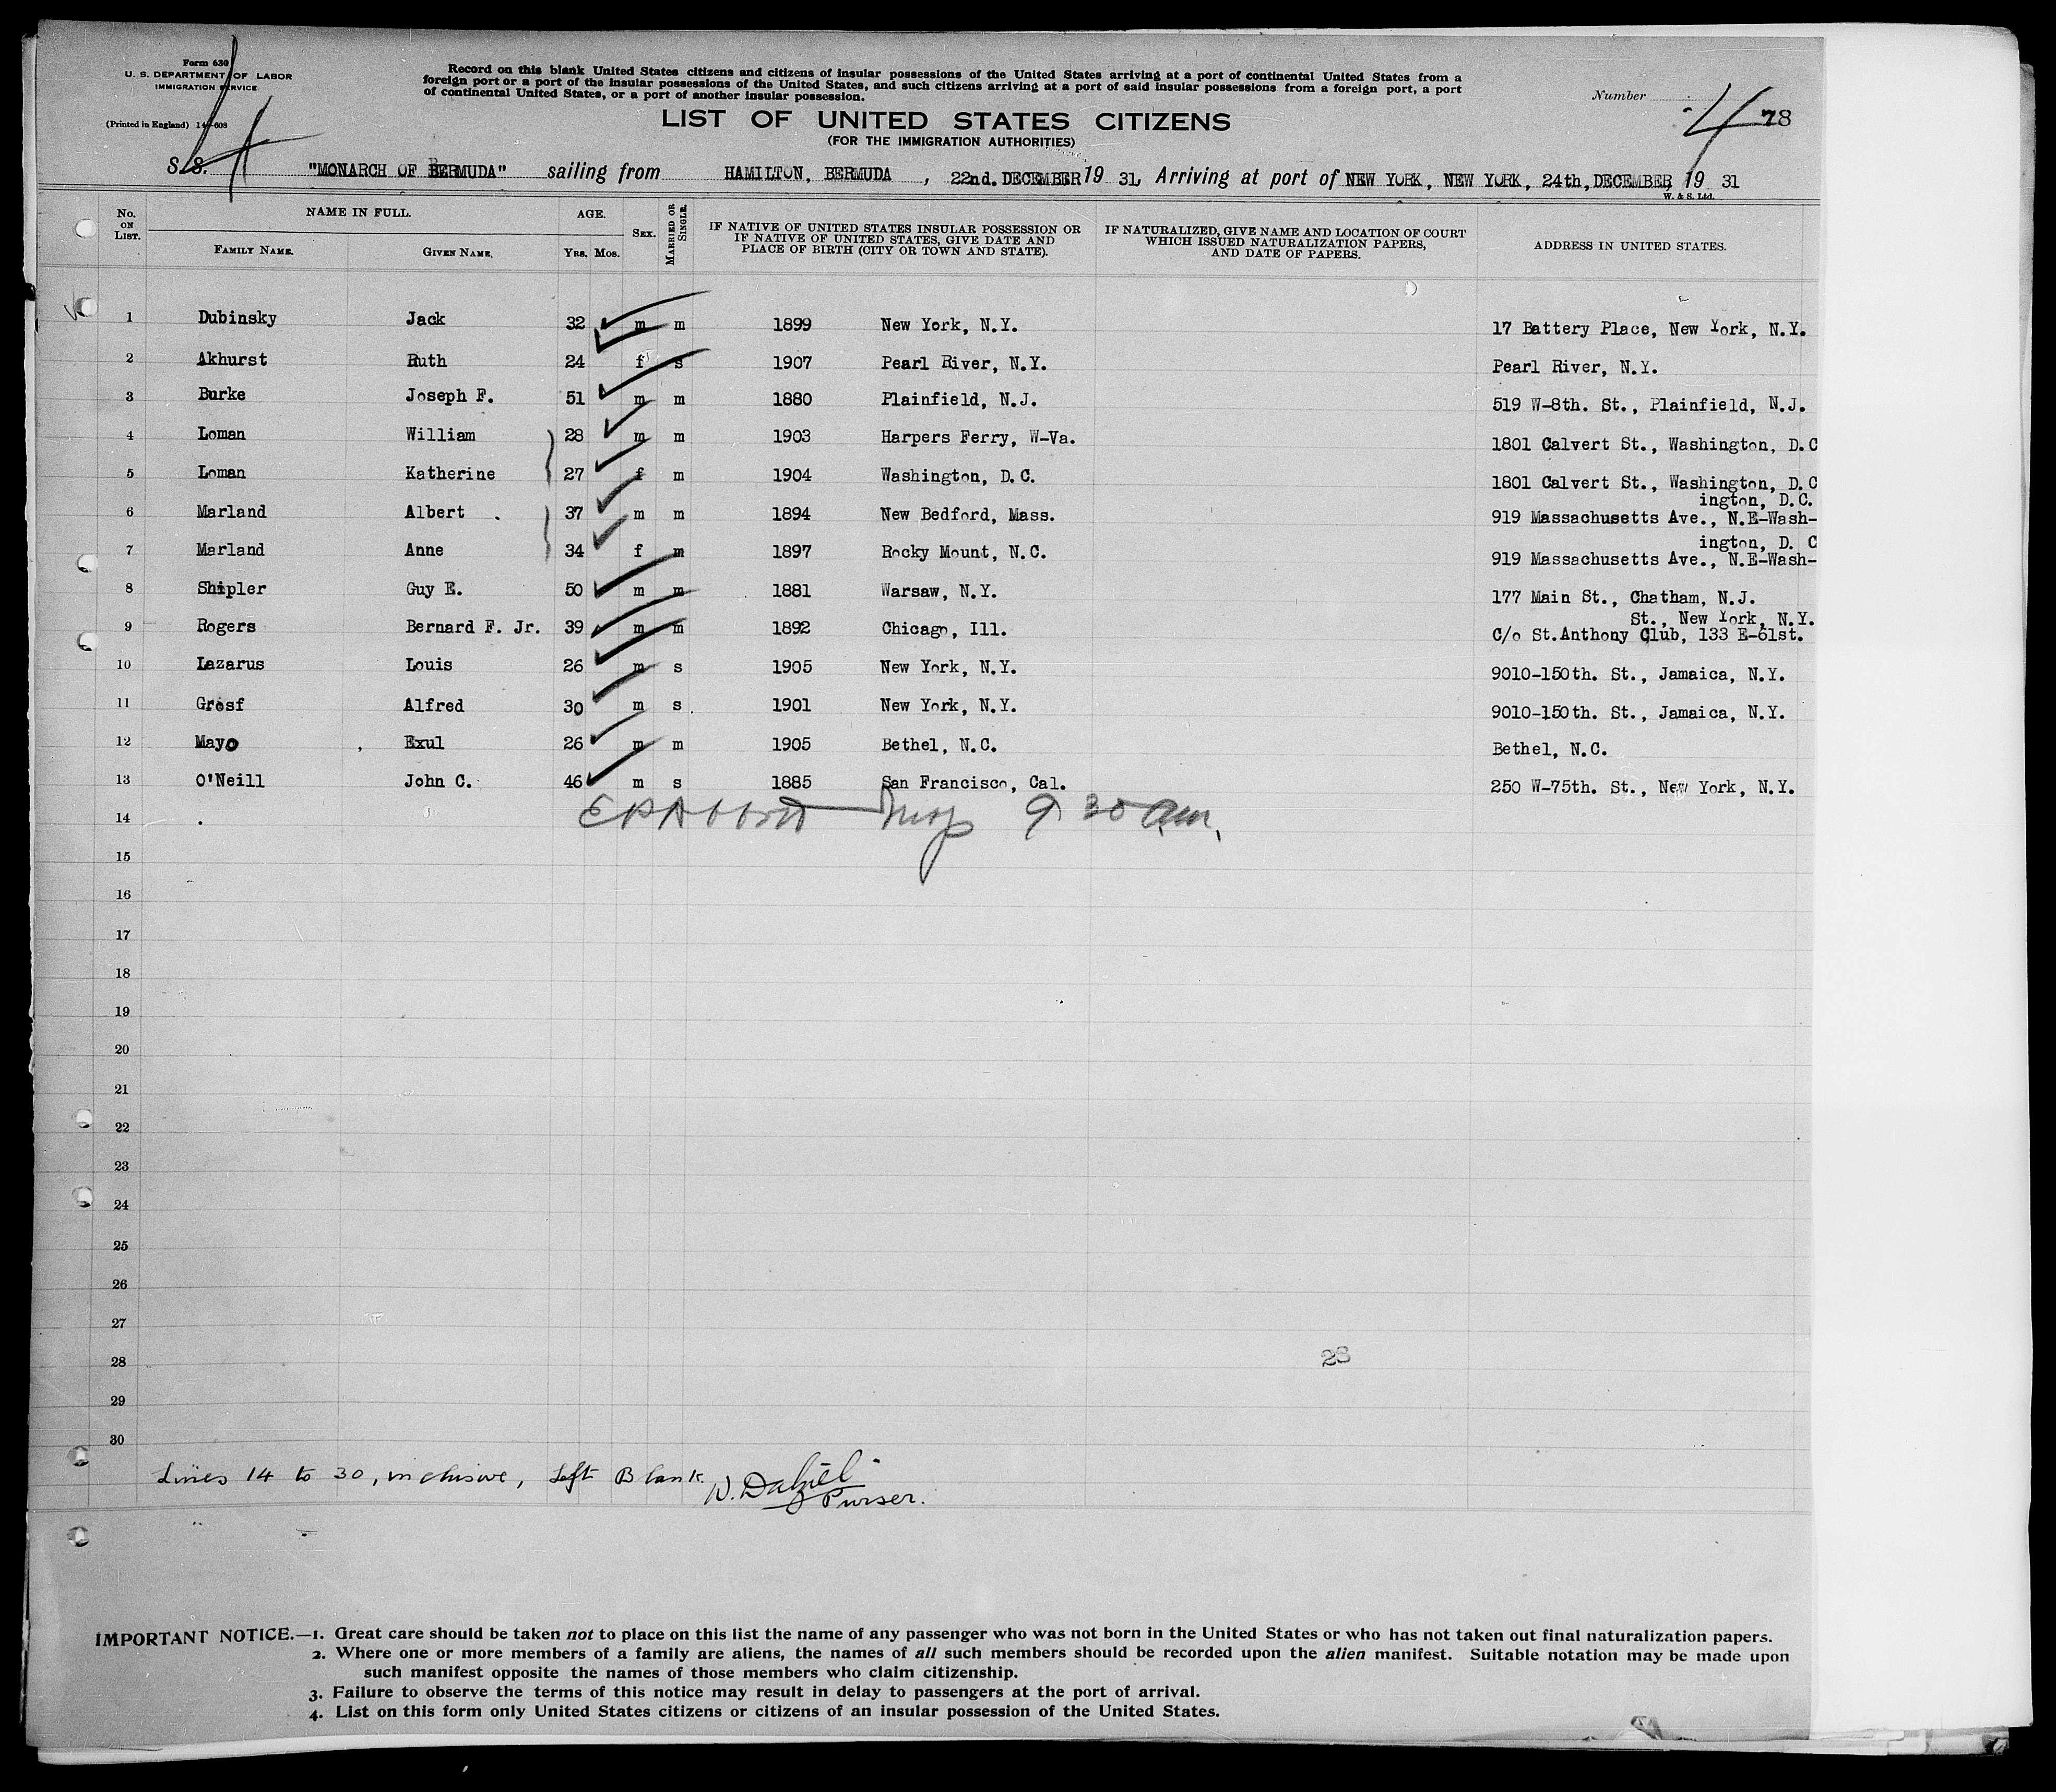 Form 630
U. S. DEPARTMENT OF LABOR
IMMIGRATION SERVICE
(Printed in England) 14-608
Record on this blank United States citizens and citizens of insular possessions of the United States arriving at a port of continental United States from a
foreign port or a port of the insular possessions of the United States, and such citizens arriving at a port of said insular possessions from a foreign port, a port
of continental United States, or a port of another insular possession.
Number 4 78
LIST OF UNITED STATES CITIZENS
(FOR THE IMMIGRATION AUTHORITIES)
S.S. "MONARCH OF BERMUDA" sailing from HAMILTON, BERMUDA, 22nd. DECEMBER 19 31, Arriving at port of NEW YORK, NEW YORK, 24th, DECEMBER, 19 31
W. & S. Ltd.
No. ON LIST. NAME IN FULL. AGE. SEX. MARRIED OR SINGLE. IF NATIVE OF UNITED STATES INSULAR POSSESSION OR IF NATIVE OF UNITED STATES, GIVE DATE AND PLACE OF BIRTH (CITY OR TOWN AND STATE). IF NATURALIZED, GIVE NAME AND LOCATION OF COURT WHICH ISSUED NATURALIZATION PAPERS, AND DATE OF PAPERS. ADDRESS IN UNITED STATES.
FAMILY NAME. GIVEN NAME. YRS. MOS.
1 Dubinsky Jack 32 m m 1899 New York, N.Y. 17 Battery Place, New York, N.Y.
2 Akhurst Ruth 24 f s 1907 Pearl River, N.Y. Pearl River, N.Y.
3 Burke Joseph F. 51 m m 1880 Plainfield, N.J. 519 W-8th. St., Plainfield, N.J.
4 Loman William 28 m m 1903 Harpers Ferry, W-Va. 1801 Calvert St., Washington, D.C
5 Loman Katherine 27 f m 1904 Washington, D.C. 1801 Calvert St., Washington, D.C
ington, D.C.
6 Marland Albert 37 m m 1894 New Bedford, Mass. 919 Massachusetts Ave., N.E-Wash-
ington, D. C
7 Marland Anne 34 f m 1897 Rocky Mount, N.C. 919 Massachusetts Ave., N.E-Wash-
8 Shipler Guy E. 50 m m 1881 Warsaw, N.Y. 177 Main St., Chatham, N.J.
St., New York, N.Y.
9 Rogers Bernard F. Jr. 39 m m 1892 Chicago, Ill. C/o St.Anthony Club, 133 E-61st.
10 Lazarus Louis 26 m s 1905 New York, N.Y. 9010-150th. St., Jamaica, N.Y.
11 Grosf Alfred 30 m s 1901 New York, N.Y. 9010-150th. St., Jamaica, N.Y.
12 Mayo Exul 26 m m 1905 Bethel, N.C. Bethel, N.C.
13 O'Neill John C. 46 m s 1885 San Francisco, Cal. 250 W-75th. St., New York, N.Y.
14 9 30 am.
15
16
17
18
19
20
21
22
23
24
25
26
27
28 28
29
30
Lines 14 to 30, inclusive, Left Blank. W. Dalziel
Purser.
IMPORTANT NOTICE.—1. Great care should be taken not to place on this list the name of any passenger who was not born in the United States or who has not taken out final naturalization papers.
2. Where one or more members of a family are aliens, the names of all such members should be recorded upon the alien manifest. Suitable notation may be made upon
such manifest opposite the names of those members who claim citizenship.
3. Failure to observe the terms of this notice may result in delay to passengers at the port of arrival.
4. List on this form only United States citizens or citizens of an insular possession of the United States.